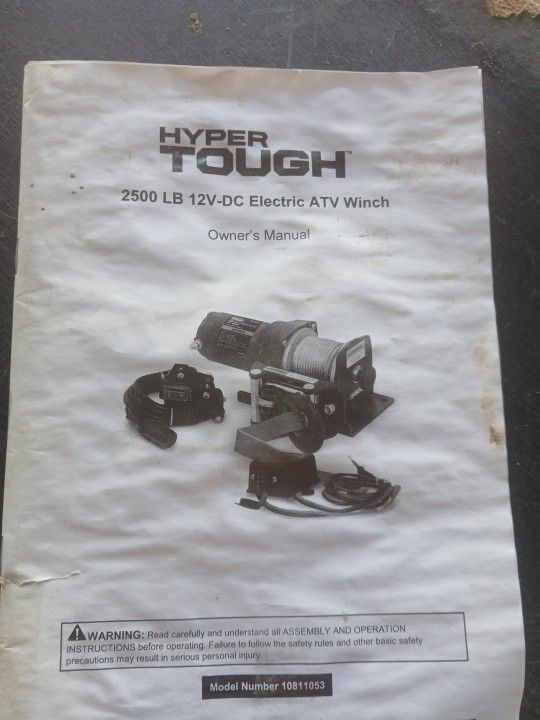 HYPER
TOUGH™
2500 LB 12V-DC Electric ATV Winch
Owner's Manual
WARNING: Read carefully and understand all ASSEMBLY AND OPERATION
INSTRUCTIONS before operating. Failure to follow the safety rules and other basic safety
precautions may result in serious personal injury.
Model Number 10811053